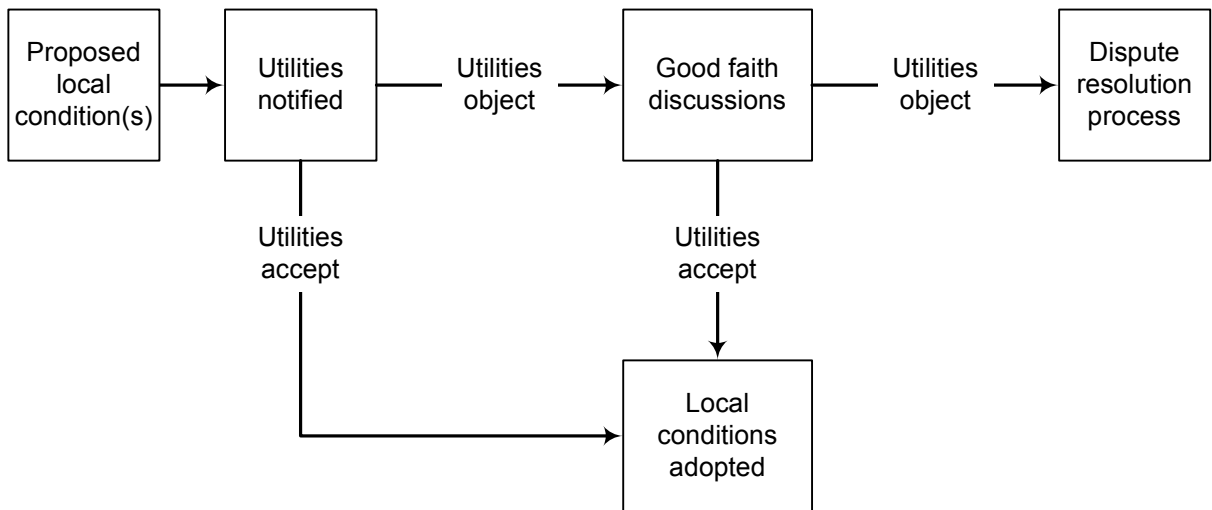 Proposed
local
condition(s)
Utilities
notified
Utilities
object
Good faith
discussions
Utilities
object
Dispute
resolution
process
Utilities
accept
Utilities
accept
Local
conditions
adopted